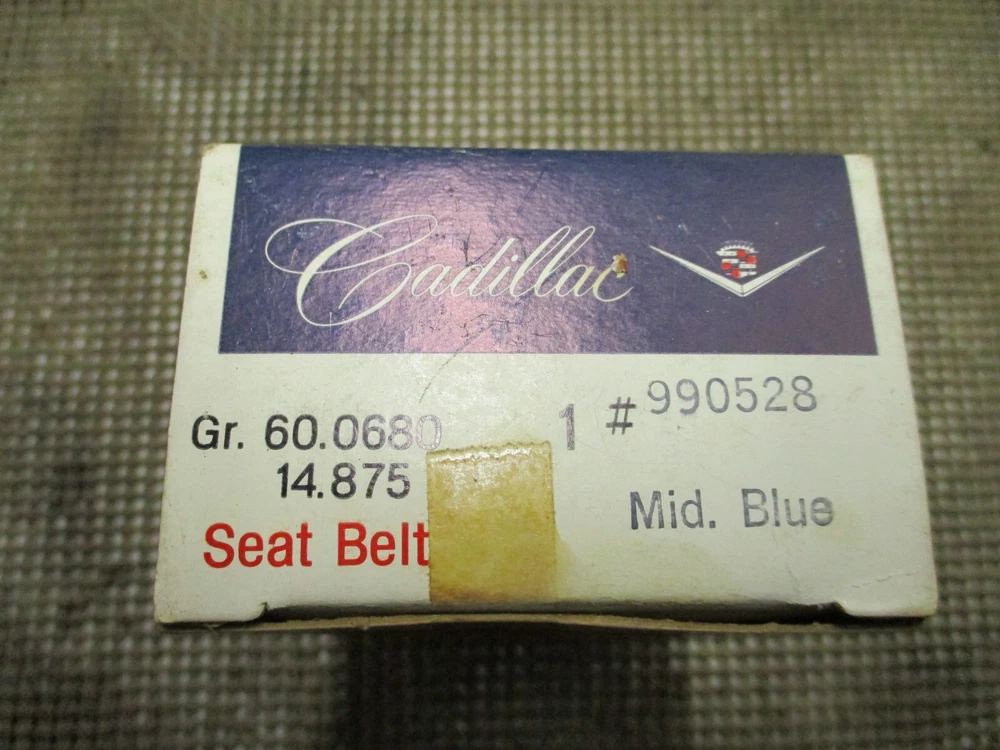 Cadillac
Gr. 60.0680 1 #990528
14.875
Mid. Blue
Seat Belt